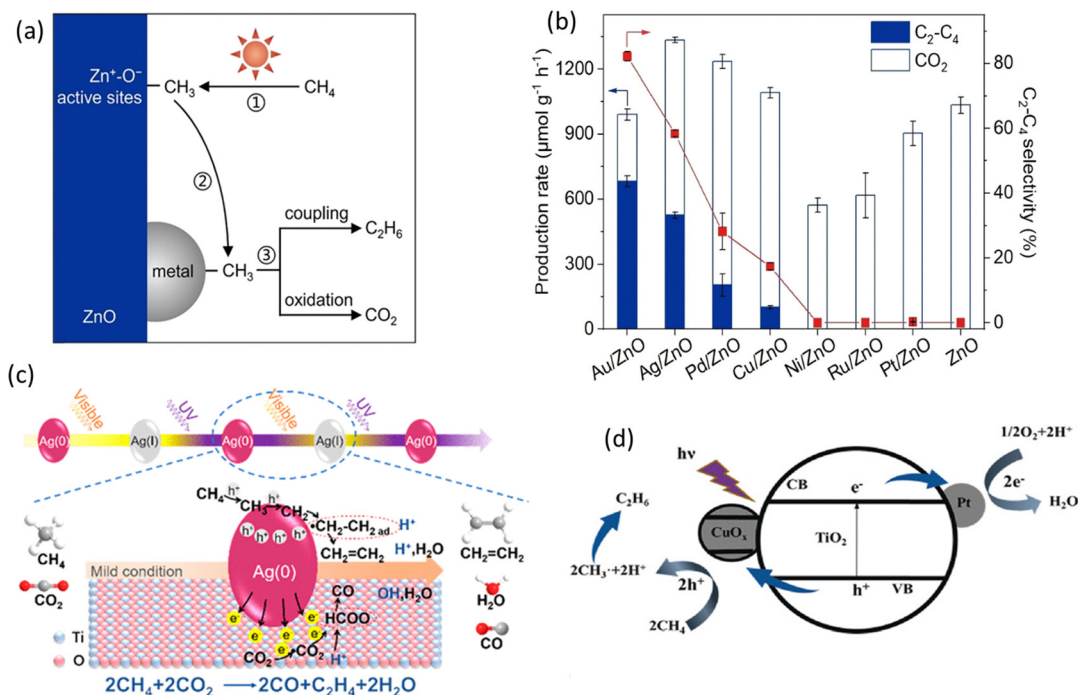 (a)
Zn⁺-O⁻
active sites
CH₃
①
CH₄
②
metal
CH₃
③
coupling
C₂H₆
oxidation
CO₂
ZnO
(b)
Production rate (μmol g⁻¹ h⁻¹)
1200
900
600
300
0
C₂-C₄
CO₂
80
60
40
20
0
C₂-C₄ selectivity (%)
Au/ZnO
Ag/ZnO
Pd/ZnO
Cu/ZnO
Ni/ZnO
Ru/ZnO
Pt/ZnO
ZnO
(c)
Visible
UV
Visible
UV
Ag(0)
Ag(I)
Ag(0)
Ag(I)
Ag(0)
CH₄
h⁺
CH₃
h⁺
CH₂
CH₂-CH₂ ad
H⁺
h⁺ h⁺ h⁺ h⁺
CH₂=CH₂
H⁺,H₂O
Ag(0)
CH₄
CO₂
Mild condition
CO
OH,H₂O
HCOO
e⁻
e⁻
e⁻
e⁻
e⁻
e
CO₂
CO₂⁻
H⁺
Ti
O
CH₂=CH₂
H₂O
CO
2CH₄+2CO₂ → 2CO+C₂H₄+2H₂O
(d)
hν
CB
e⁻
1/2O₂+2H⁺
2e⁻
Pt
H₂O
C₂H₆
CuOₓ
TiO₂
2CH₃·+2H⁺
2h⁺
h⁺
VB
2CH₄